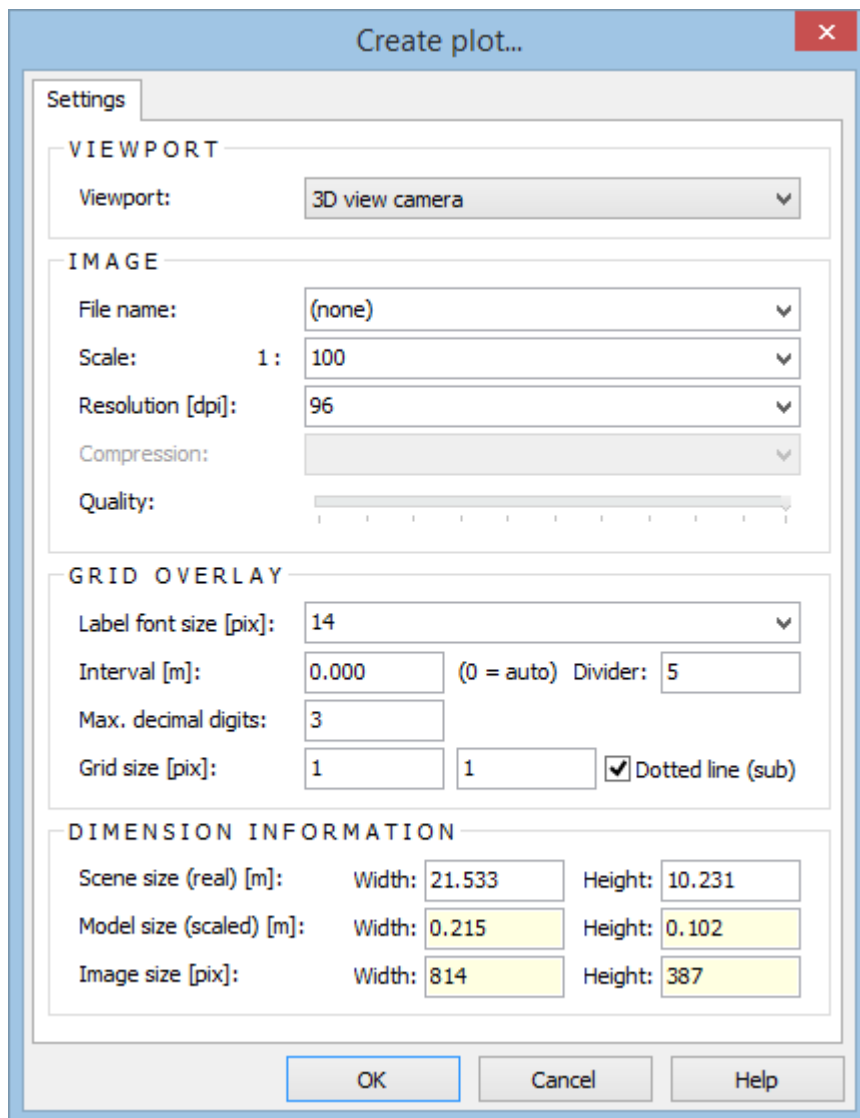 Create plot...
Settings
VIEWPORT
Viewport: 3D view camera
IMAGE
File name: (none)
Scale: 1 : 100
Resolution [dpi]: 96
Compression:
Quality:
GRID OVERLAY
Label font size [pix]: 14
Interval [m]: 0.000 (0 = auto) Divider: 5
Max. decimal digits: 3
Grid size [pix]: 1 1 Dotted line (sub)
DIMENSION INFORMATION
Scene size (real) [m]: Width: 21.533 Height: 10.231
Model size (scaled) [m]: Width: 0.215 Height: 0.102
Image size [pix]: Width: 814 Height: 387
OK Cancel Help